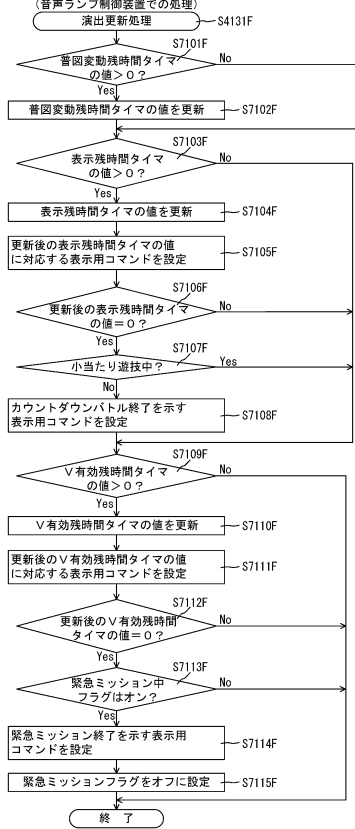 (音声ランプ制御装置での処理)
演出更新処理
S4131F
S7101F
普図変動残時間タイマ
の値>0?
No
Yes
普図変動残時間タイマの値を更新
S7102F
S7103F
表示残時間タイマ
の値>0?
No
Yes
表示残時間タイマの値を更新
S7104F
更新後の表示残時間タイマの値
に対応する表示用コマンドを設定
S7105F
S7106F
更新後の表示残時間タイマ
の値=0?
No
Yes
S7107F
小当たり遊技中?
Yes
No
カウントダウンバトル終了を示す
表示用コマンドを設定
S7108F
S7109F
V有効残時間タイマ
の値>0?
No
Yes
V有効残時間タイマの値を更新
S7110F
更新後のV有効残時間タイマの値
に対応する表示用コマンドを設定
S7111F
S7112F
更新後のV有効残時間
タイマの値=0?
No
Yes
S7113F
緊急ミッション中
フラグはオン?
No
Yes
緊急ミッション終了を示す表示用
コマンドを設定
S7114F
緊急ミッションフラグをオフに設定
S7115F
終 了